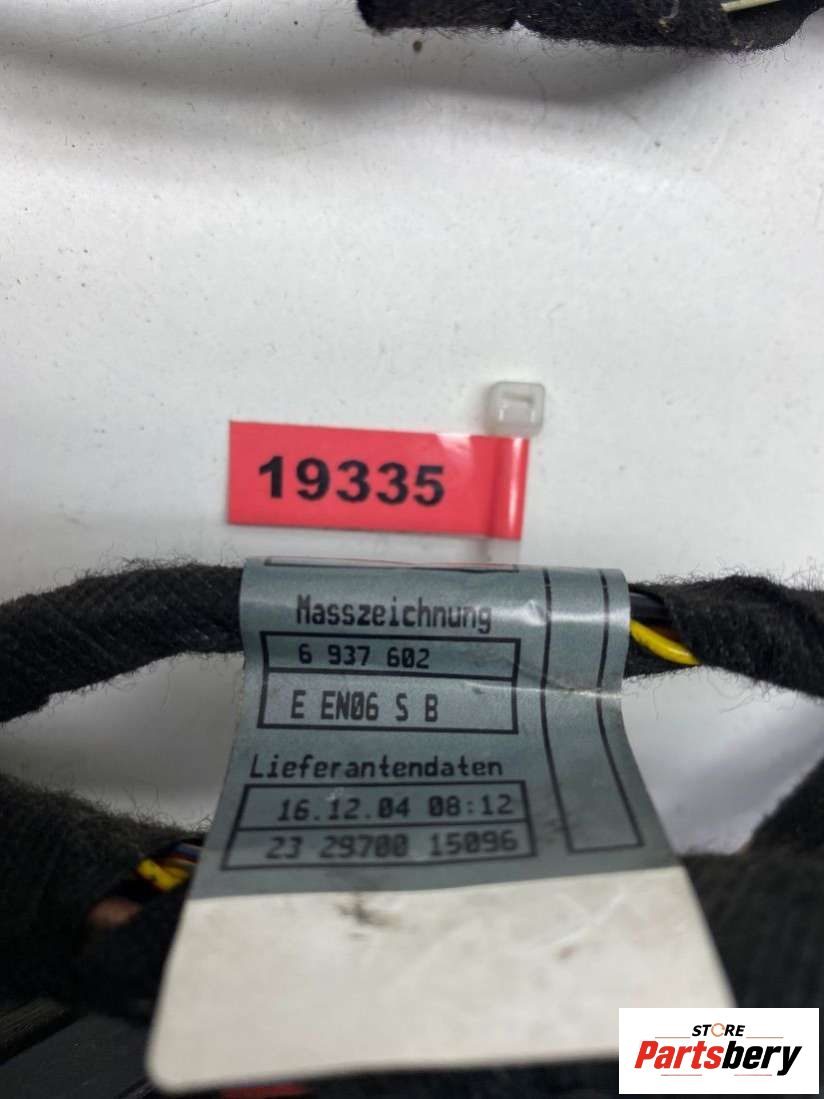 19335
Masszeichnung
6 937 602
E EN06 S B
Lieferantendaten
16.12.04 08:12
23 29700 15096
STORE
Partsbery